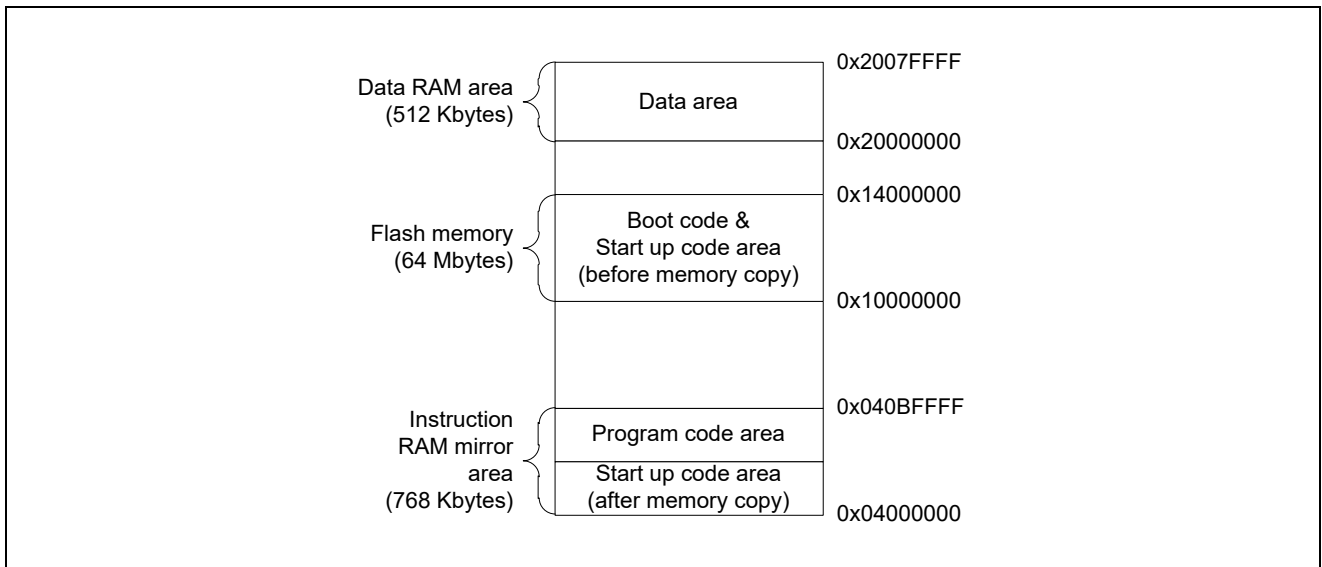 0x2007FFFF
Data RAM area
(512 Kbytes)
Data area
0x20000000
0x14000000
Flash memory
(64 Mbytes)
Boot code &
Start up code area
(before memory copy)
0x10000000
0x040BFFFF
Instruction
RAM mirror
area
(768 Kbytes)
Program code area
Start up code area
(after memory copy)
0x04000000